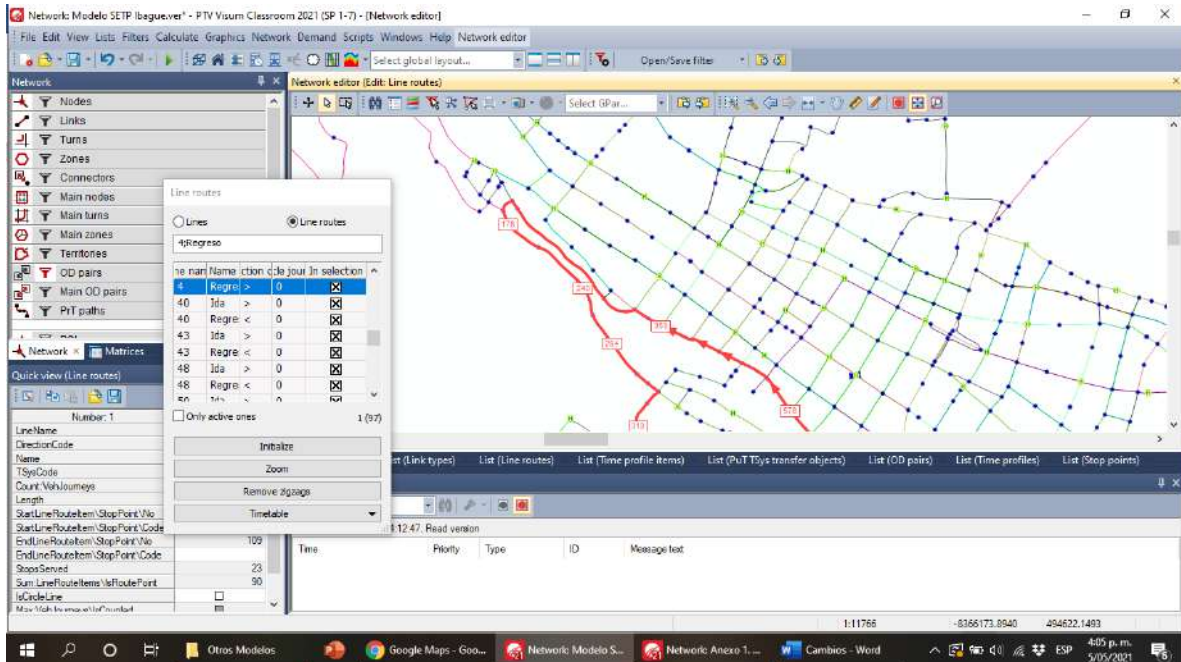 Network: Modelo SETP Ibague.ver* - PTV Visum Classroom 2021 (SP 1-7) - [Network editor]
File Edit View Lists Filters Calculate Graphics Network Demand Scripts Windows Help Network editor
Select global layout...
Open/Save filter
Network
Network editor (Edit: Line routes)
Select GPar...
Nodes
Links
Turns
Zones
Connectors
Main nodes
Main turns
Main zones
Territories
OD pairs
Main OD pairs
PrT paths
Network
Matrices
Line routes
Lines
Line routes
4;Regreso
Name
In selection
4 Regre > 0
40 Ida > 0
40 Regre < 0
43 Ida > 0
43 Regre < 0
48 Ida > 0
48 Regre < 0
Only active ones
1 (97)
Initialize
Zoom
Remove zigzags
Timetable
178
240
294
578
Quick view (Line routes)
Number: 1
LineName
DirectionCode
Name
TSysCode
Count:VehJourneys
Length
StartLineRouteItem\StopPoint\No
StartLineRouteItem\StopPoint\Code
EndLineRouteItem\StopPoint\No 109
EndLineRouteItem\StopPoint\Code
StopsServed 23
Sum:LineRouteItems\IsRoutePoint 90
IsCircleLine
(Link types)
List (Line routes)
List (Time profile items)
List (PuT TSys transfer objects)
List (OD pairs)
List (Time profiles)
List (Stop points)
12:47. Read version
Time
Priority
Type
ID
Message text
1:11766
-8366173.8940
494622.1493
Otros Modelos
Google Maps - Goo...
Network: Modelo S...
Network: Anexo 1. ...
Cambios - Word
ESP
4:05 p. m.
5/05/2021